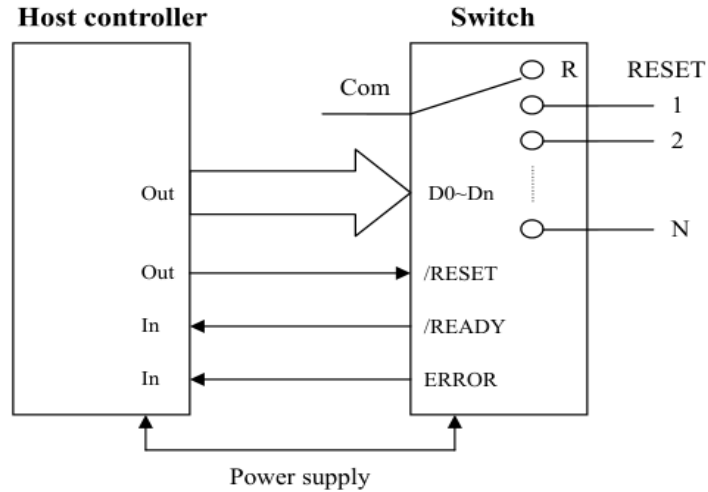 Host controller
Switch
Com
R
RESET
1
2
Out
D0~Dn
N
Out
/RESET
In
/READY
In
ERROR
Power supply